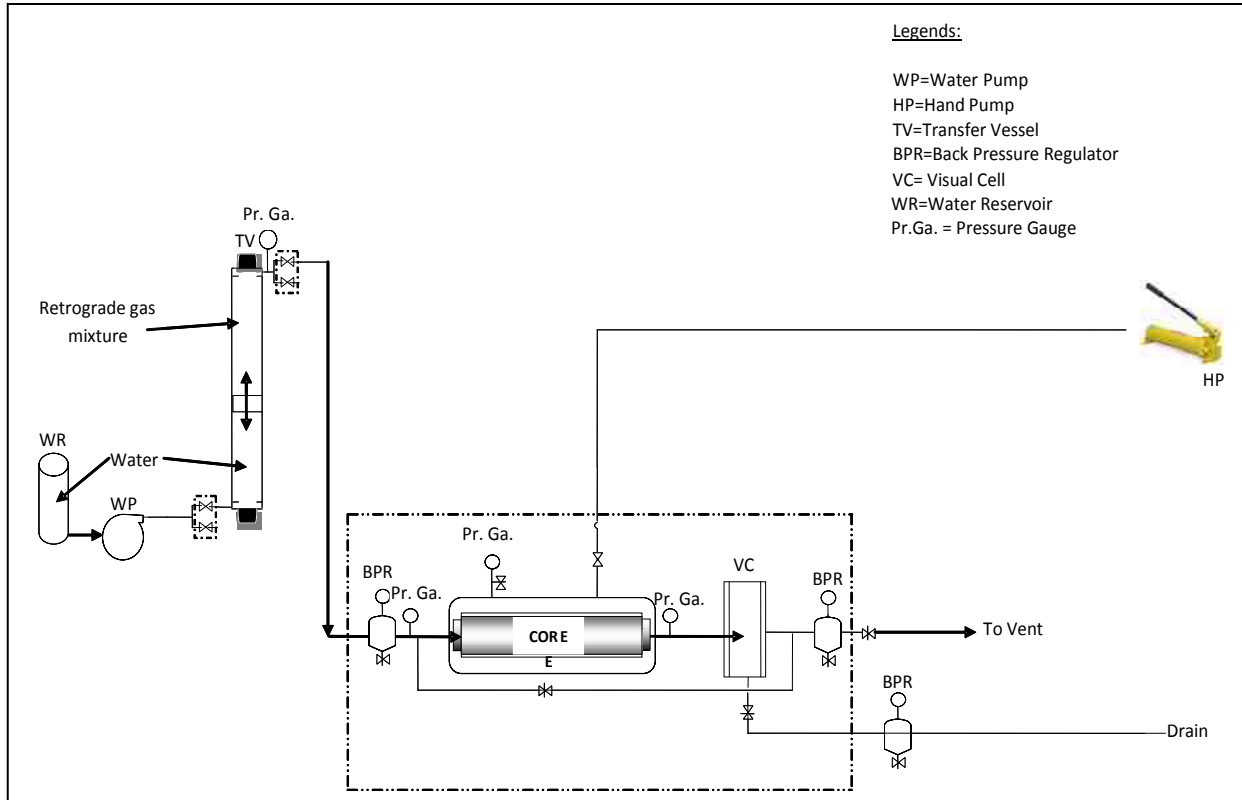 Legends:
WP=Water Pump
HP=Hand Pump
TV=Transfer Vessel
BPR=Back Pressure Regulator
VC= Visual Cell
WR=Water Reservoir
Pr.Ga. = Pressure Gauge
Pr. Ga.
TV
Retrograde gas
mixture
HP
WR
Water
WP
Pr. Ga.
VC
BPR
BPR
Pr. Ga.
Pr. Ga.
CORE
E
To Vent
BPR
Drain